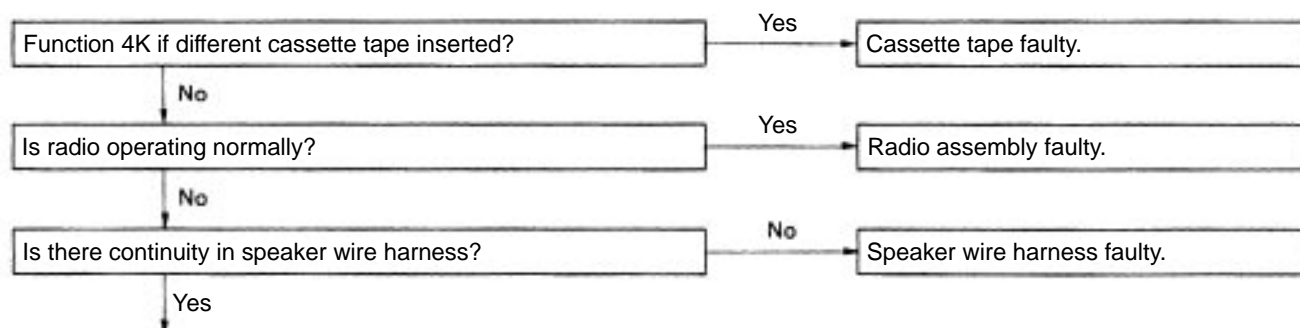 Function 4K if different cassette tape inserted?
Yes
Cassette tape faulty.
No
Is radio operating normally?
Yes
Radio assembly faulty.
No
Is there continuity in speaker wire harness?
No
Speaker wire harness faulty.
Yes